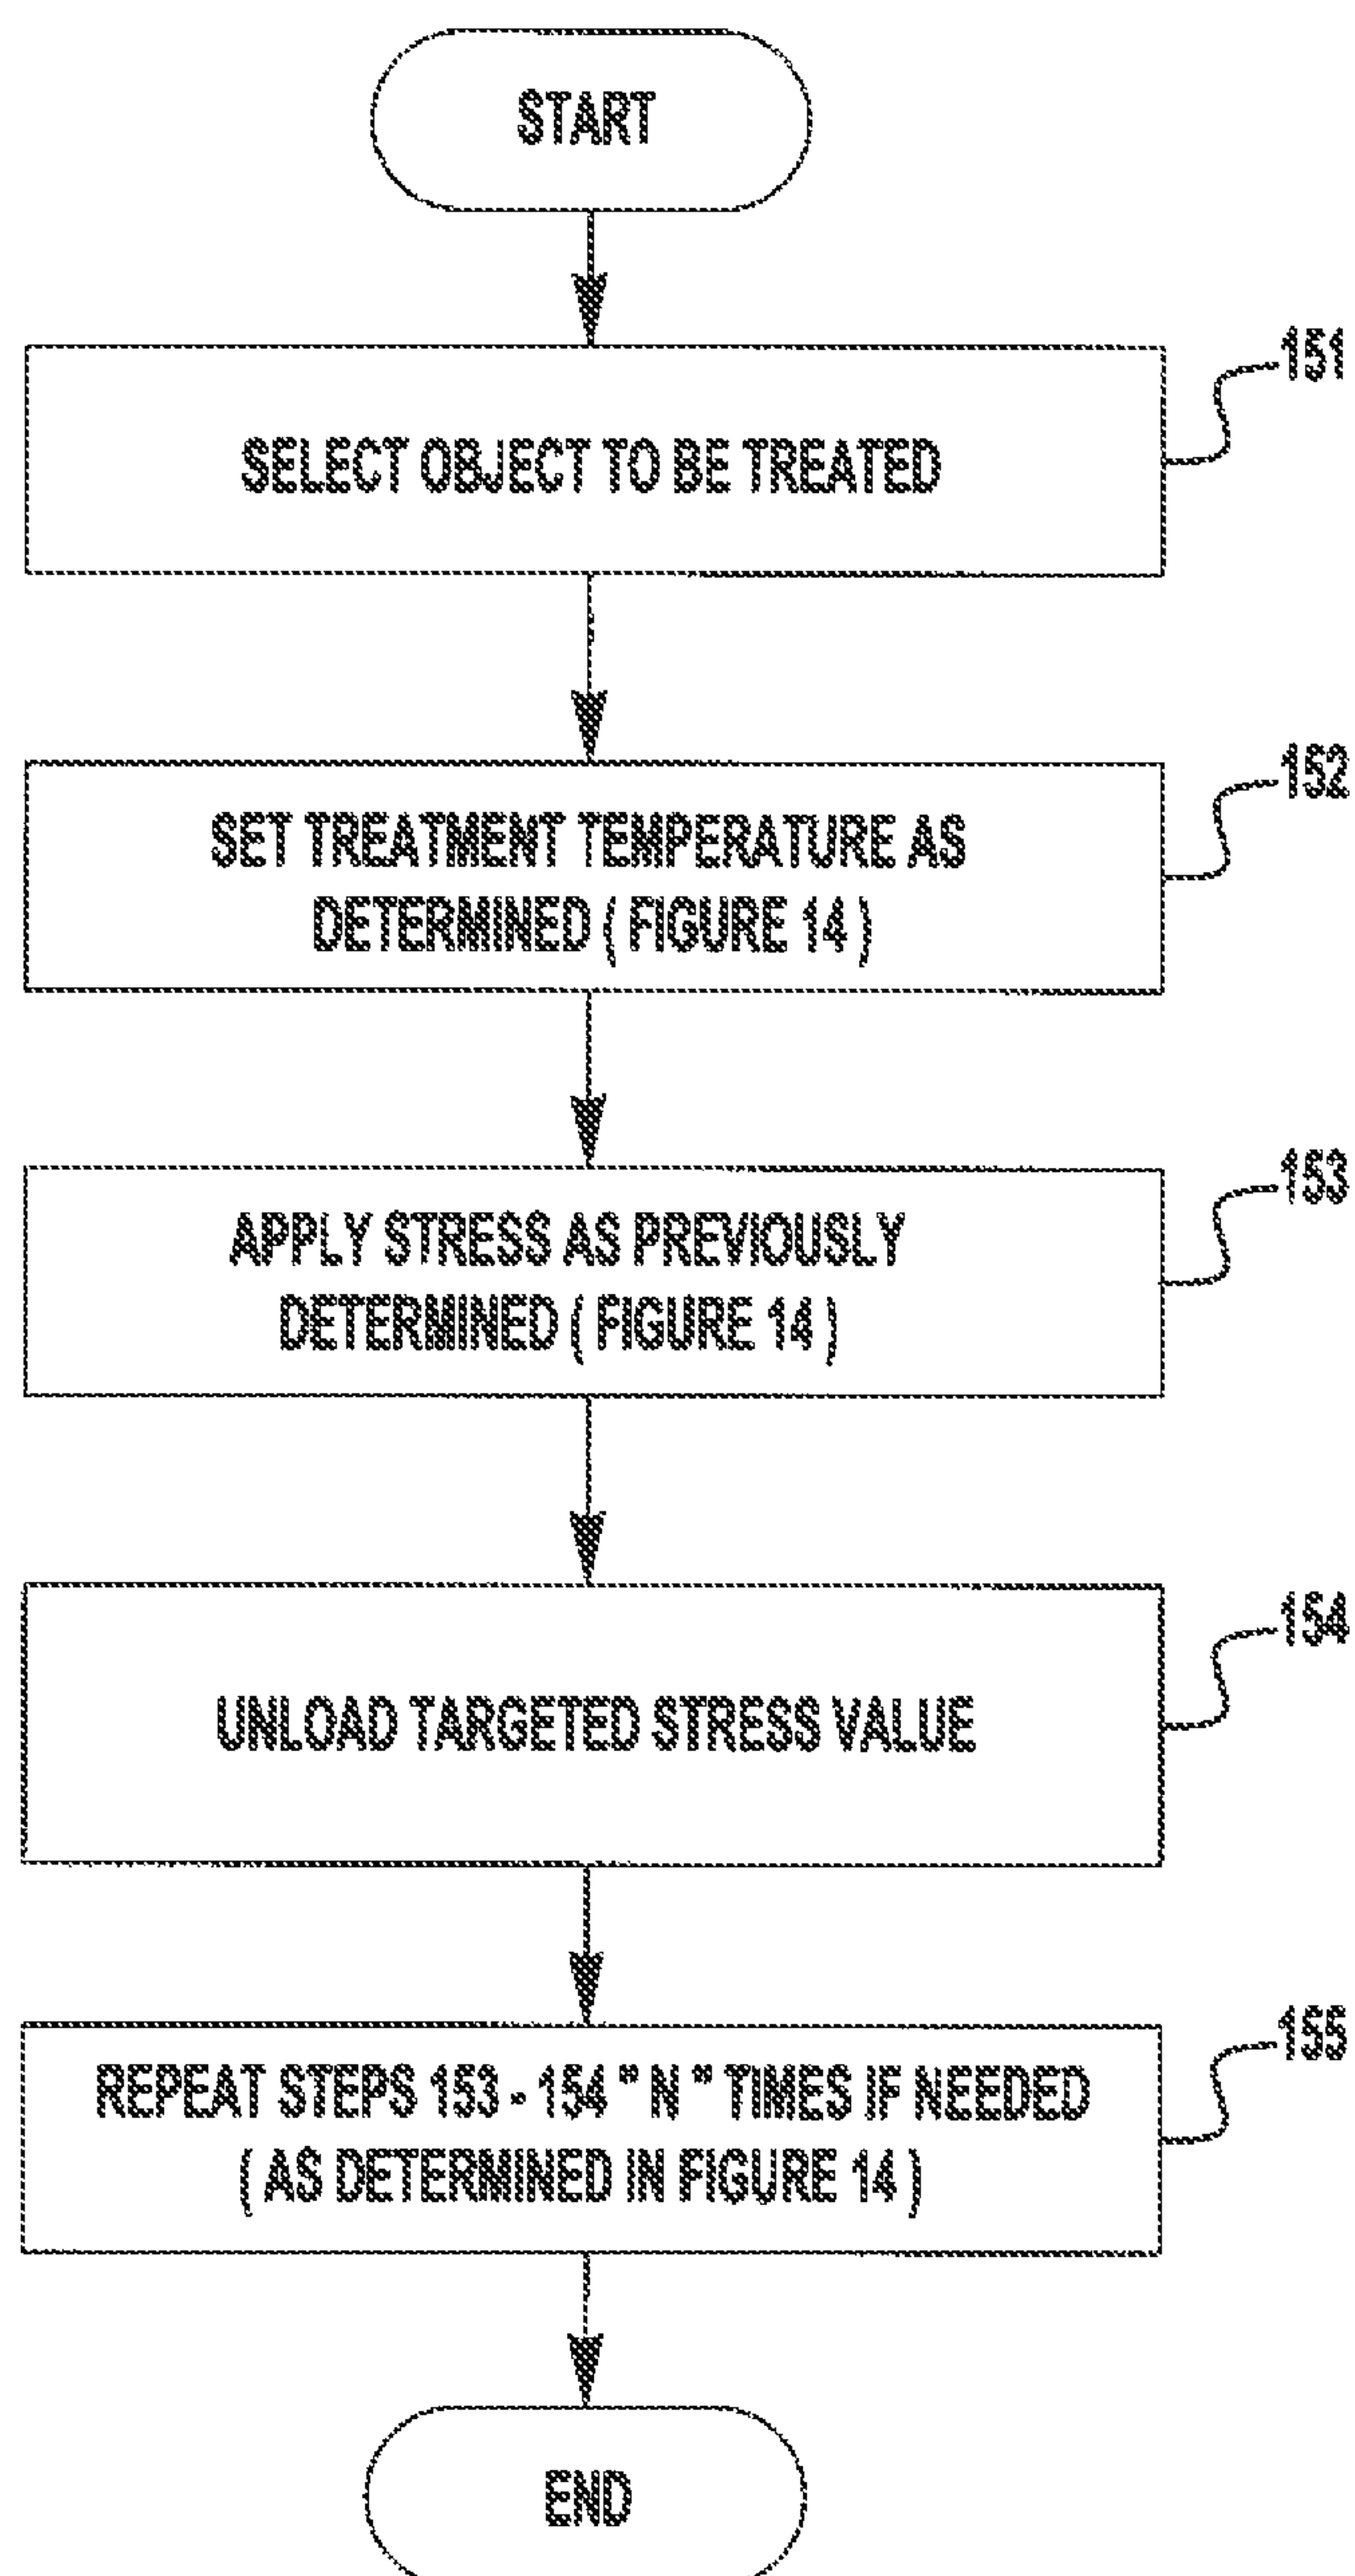 START
SELECT OBJECT TO BE TREATED
151
SET TREATMENT TEMPERATURE AS
DETERMINED ( FIGURE 14 )
152
APPLY STRESS AS PREVIOUSLY
DETERMINED ( FIGURE 14 )
153
UNLOAD TARGETED STRESS VALUE
154
REPEAT STEPS 153 - 154 " N " TIMES IF NEEDED
( AS DETERMINED IN FIGURE 14 )
155
END